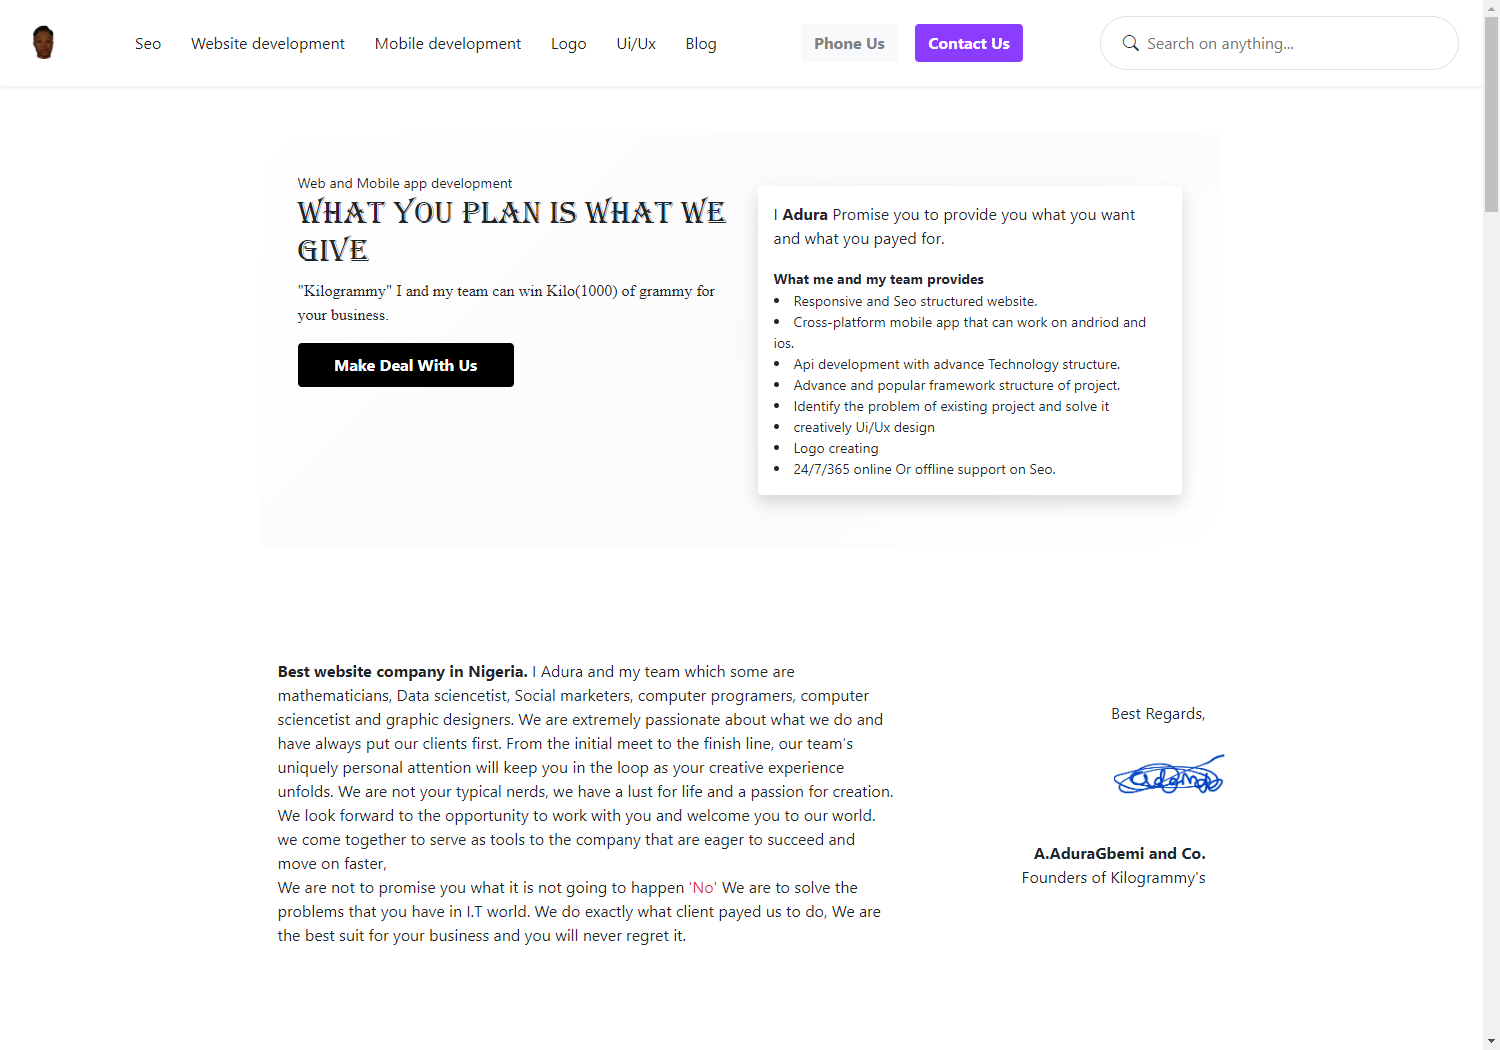 Seo Website development Mobile development Logo Ui/Ux Blog Phone Us Contact Us Search on anything...
Web and Mobile app development
WHAT YOU PLAN IS WHAT WE
GIVE
"Kilogrammy" I and my team can win Kilo(1000) of grammy for
your business.
Make Deal With Us
I Adura Promise you to provide you what you want
and what you payed for.
What me and my team provides
• Responsive and Seo structured website.
• Cross-platform mobile app that can work on andriod and
ios.
• Api development with advance Technology structure.
• Advance and popular framework structure of project.
• Identify the problem of existing project and solve it
• creatively Ui/Ux design
• Logo creating
• 24/7/365 online Or offline support on Seo.
Best website company in Nigeria. I Adura and my team which some are
mathematicians, Data sciencetist, Social marketers, computer programers, computer
sciencetist and graphic designers. We are extremely passionate about what we do and
have always put our clients first. From the initial meet to the finish line, our team's
uniquely personal attention will keep you in the loop as your creative experience
unfolds. We are not your typical nerds, we have a lust for life and a passion for creation.
We look forward to the opportunity to work with you and welcome you to our world.
we come together to serve as tools to the company that are eager to succeed and
move on faster,
We are not to promise you what it is not going to happen 'No' We are to solve the
problems that you have in I.T world. We do exactly what client payed us to do, We are
the best suit for your business and you will never regret it.
Best Regards,
A.AduraGbemi and Co.
Founders of Kilogrammy's